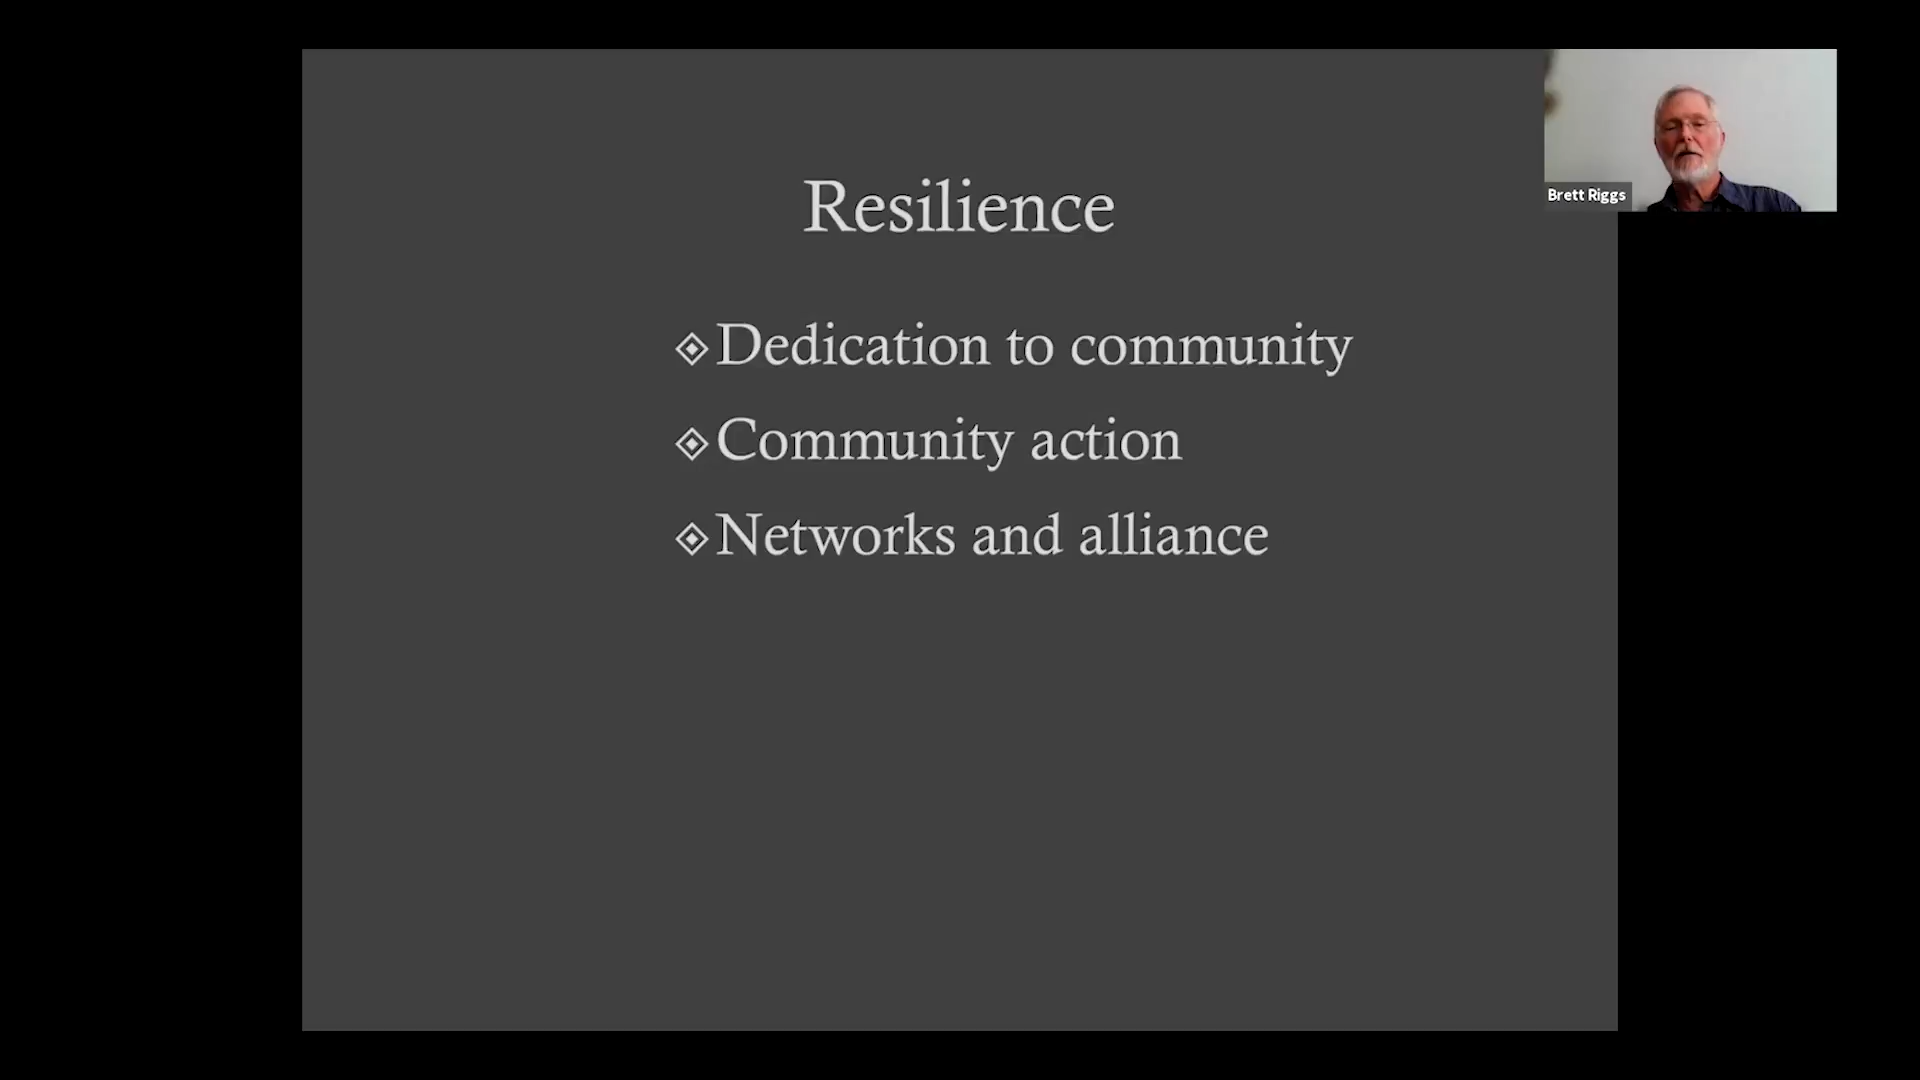 Resilience
Dedication to community
Community action
Networks and alliance
Brett Riggs